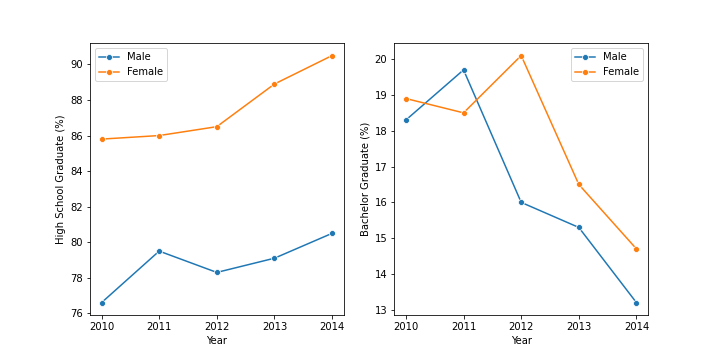 High School Graduate (%)
90
88
86
84
82
80
78
76
Male
Female
2010 2011 2012 2013 2014
Year
Bachelor Graduate (%)
20
19
18
17
16
15
14
13
Male
Female
2010 2011 2012 2013 2014
Year